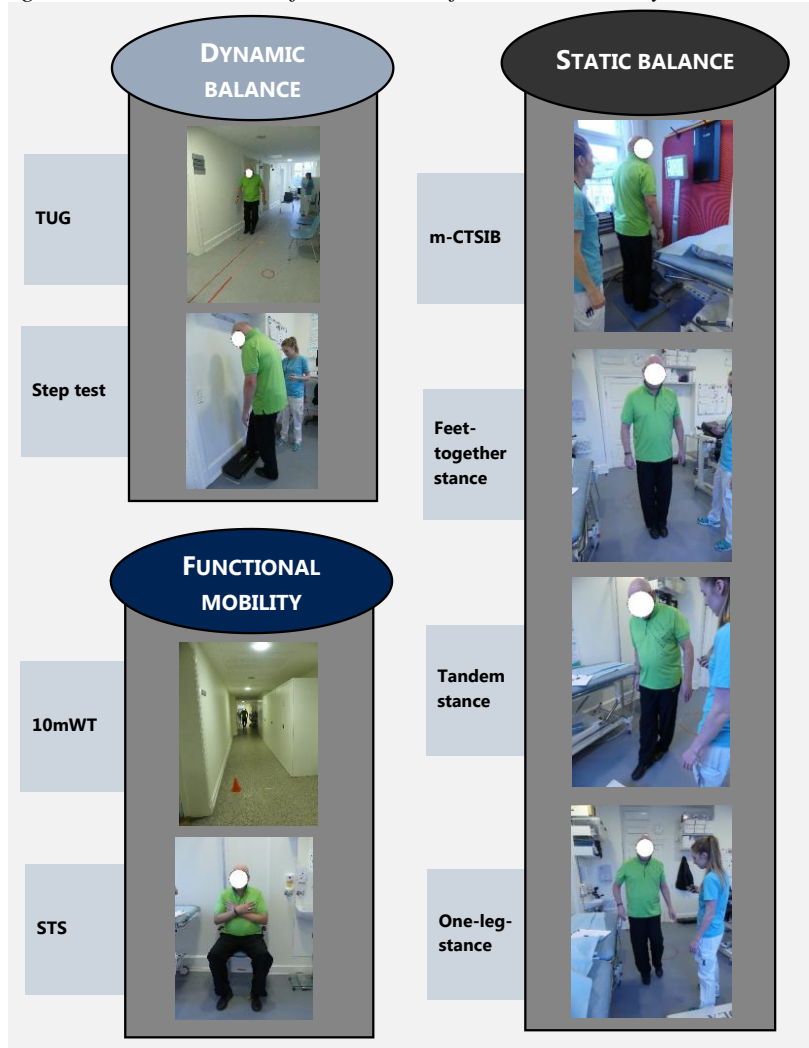 DYNAMIC
BALANCE
TUG
Step test
FUNCTIONAL
MOBILITY
10mWT
STS
STATIC BALANCE
m-CTSIB
Feet-
together
stance
Tandem
stance
One-leg-
stance